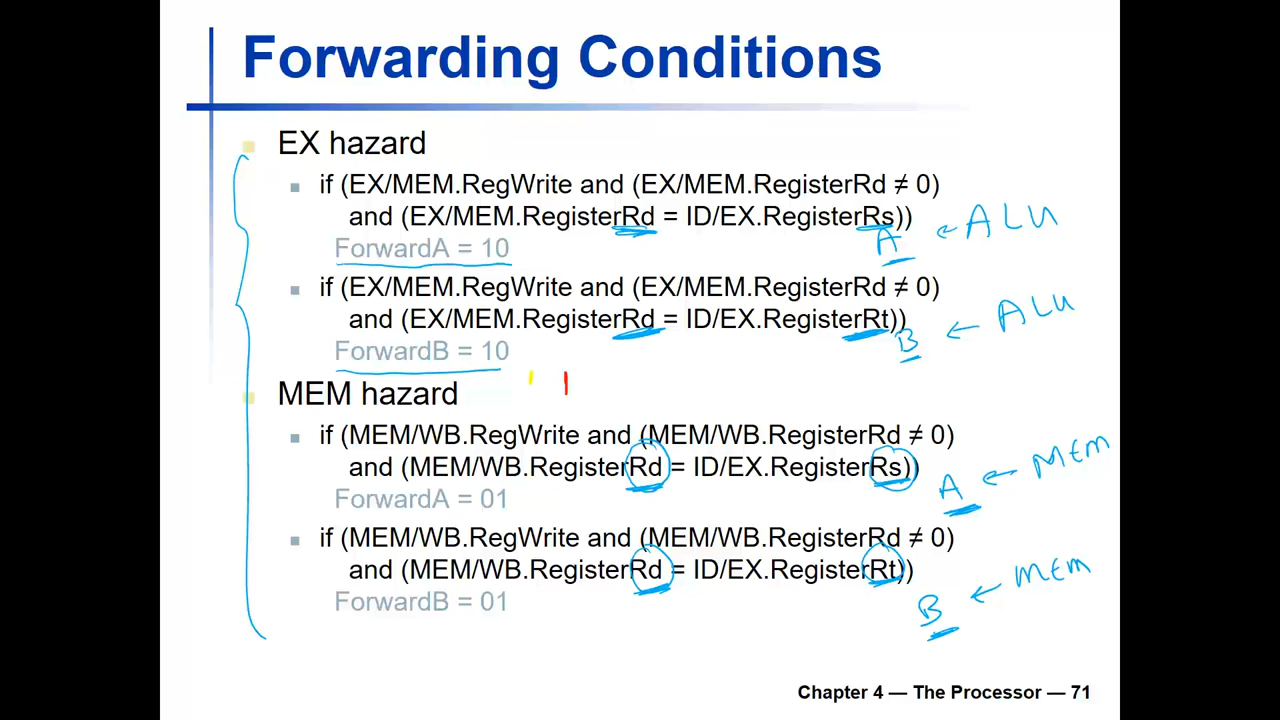 Forwarding Conditions
EX hazard
if (EX/MEM.RegWrite and (EX/MEM.RegisterRd ≠ 0)
and (EX/MEM.RegisterRd = ID/EX.RegisterRs))
A ← ALU
ForwardA = 10
if (EX/MEM.RegWrite and (EX/MEM.RegisterRd ≠ 0)
and (EX/MEM.RegisterRd = ID/EX.RegisterRt))
B ← ALU
ForwardB = 10
MEM hazard
if (MEM/WB.RegWrite and (MEM/WB.RegisterRd ≠ 0)
and (MEM/WB.RegisterRd = ID/EX.RegisterRs))
A ← MEM
ForwardA = 01
if (MEM/WB.RegWrite and (MEM/WB.RegisterRd ≠ 0)
and (MEM/WB.RegisterRd = ID/EX.RegisterRt))
B ← MEM
ForwardB = 01
Chapter 4 — The Processor — 71